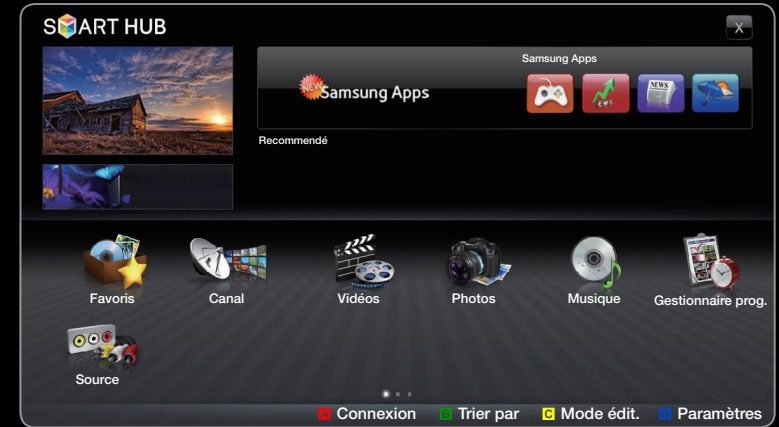 SMART HUB
X
Samsung Apps
NEW
Samsung Apps
NEWS
Recommendé
Favoris
Canal
Vidéos
Photos
Musique
Gestionnaire prog.
Source
A Connexion B Trier par C Mode édit. D Paramètres